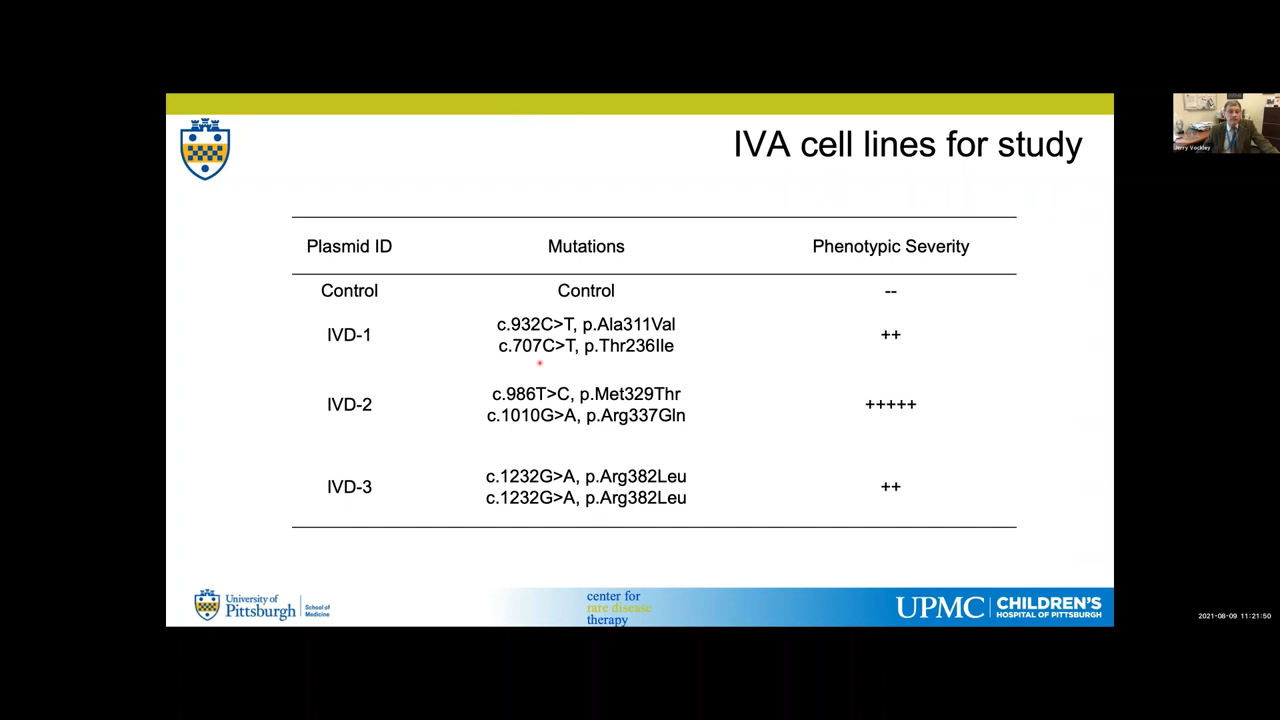 IVA cell lines for study
Jerry Vockley
Plasmid ID Mutations Phenotypic Severity
Control Control --
c.932C>T, p.Ala311Val
IVD-1 ++
c.707C>T, p.Thr236Ile
c.986T>C, p.Met329Thr
IVD-2 +++++
c.1010G>A, p.Arg337Gln
c.1232G>A, p.Arg382Leu
IVD-3 ++
c.1232G>A, p.Arg382Leu
University of
Pittsburgh
School of
Medicine
center for
rare disease
therapy
UPMC
CHILDREN'S
HOSPITAL OF PITTSBURGH
2021-08-09 11:21:50